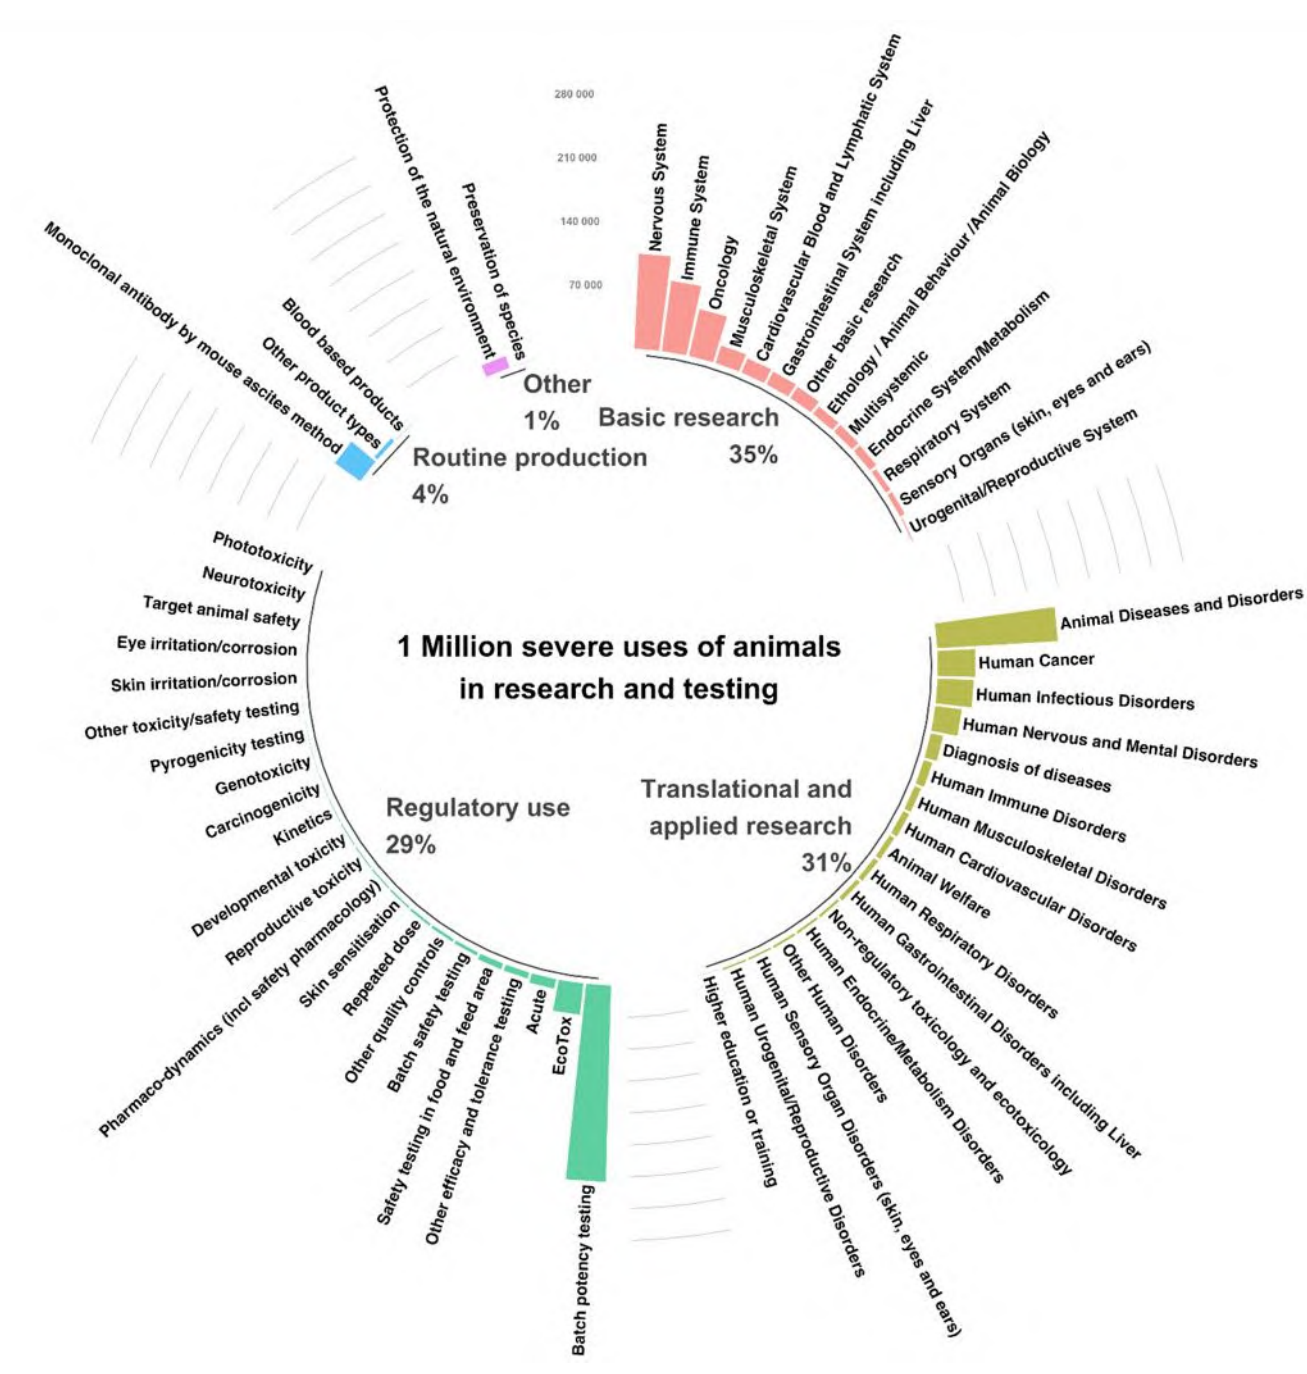 280 000
210 000
140 000
70 000
Nervous System
Immune System
Oncology
Musculoskeletal System
Cardiovascular Blood and Lymphatic System
Gastrointestinal System including Liver
Other basic research
Ethology / Animal Behaviour /Animal Biology
Multisystemic
Endocrine System/Metabolism
Respiratory System
Sensory Organs (skin, eyes and ears)
Urogenital/Reproductive System
Basic research
35%
Animal Diseases and Disorders
Human Cancer
Human Infectious Disorders
Human Nervous and Mental Disorders
Diagnosis of diseases
Human Immune Disorders
Human Musculoskeletal Disorders
Human Cardiovascular Disorders
Animal Welfare
Human Respiratory Disorders
Human Gastrointestinal Disorders including Liver
Non-regulatory toxicology and ecotoxicology
Human Endocrine/Metabolism Disorders
Other Human Disorders
Human Sensory Organ Disorders (skin, eyes and ears)
Human Urogenital/Reproductive Disorders
Higher education or training
Translational and
applied research
31%
Batch potency testing
EcoTox
Acute
Other efficacy and tolerance testing
Safety testing in food and feed area
Batch safety testing
Other quality controls
Repeated dose
Skin sensitisation
Pharmaco-dynamics (incl safety pharmacology)
Reproductive toxicity
Developmental toxicity
Kinetics
Carcinogenicity
Genotoxicity
Pyrogenicity testing
Other toxicity/safety testing
Skin irritation/corrosion
Eye irritation/corrosion
Target animal safety
Neurotoxicity
Phototoxicity
Regulatory use
29%
Monoclonal antibody by mouse ascites method
Other product types
Blood based products
Routine production
4%
Protection of the natural environment
Preservation of species
Other
1%
1 Million severe uses of animals
in research and testing